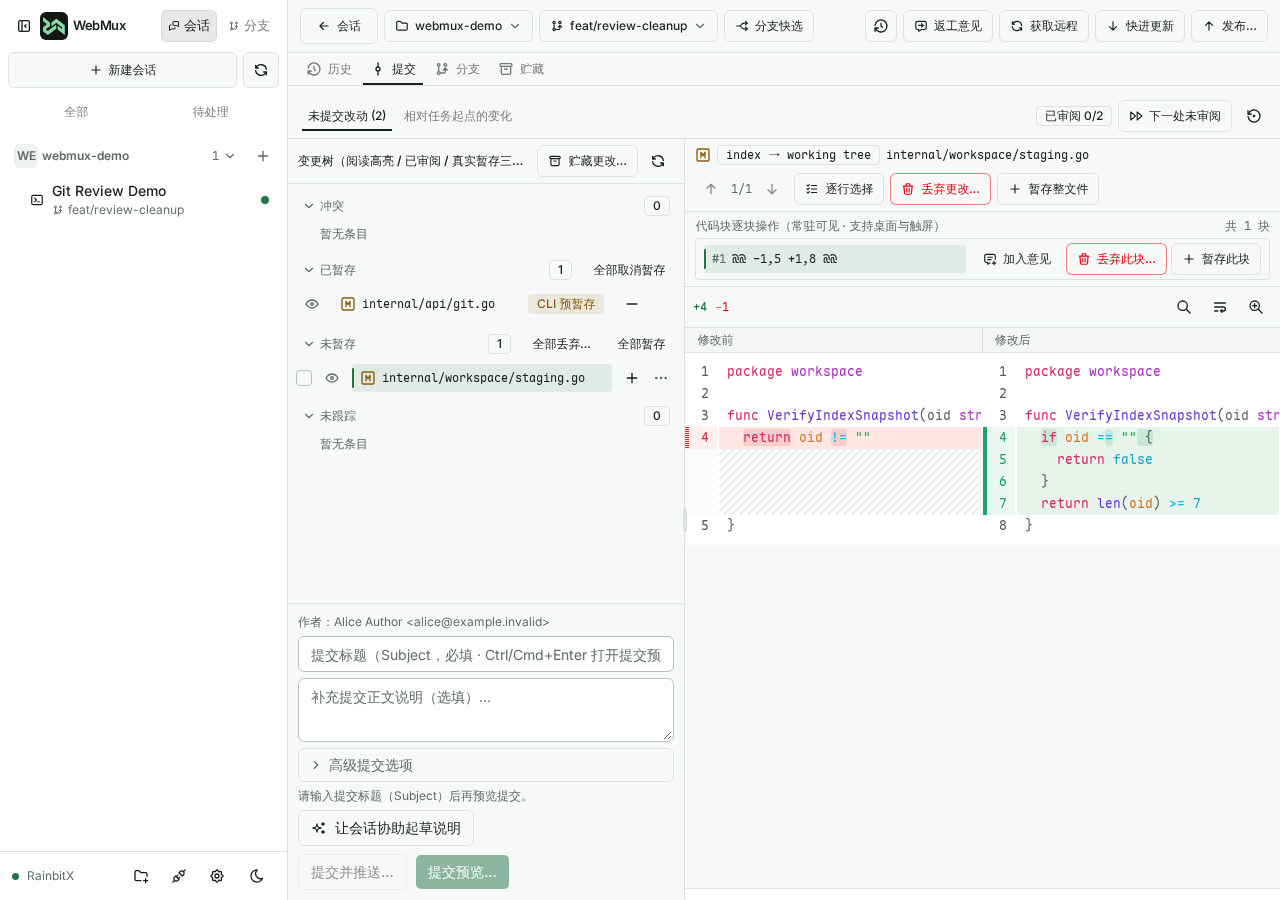 WebMux
会话
分支
会话
webmux-demo
feat/review-cleanup
分支快选
返工意见
获取远程
快进更新
发布...
新建会话
历史
提交
分支
贮藏
全部
待处理
未提交改动 (2)
相对任务起点的变化
已审阅 0/2
下一处未审阅
WE
webmux-demo
1
Git Review Demo
feat/review-cleanup
变更树（阅读高亮 / 已审阅 / 真实暂存三...
贮藏更改...
冲突
0
暂无条目
已暂存
1
全部取消暂存
M
internal/api/git.go
CLI 预暂存
未暂存
1
全部丢弃...
全部暂存
M
internal/workspace/staging.go
未跟踪
0
暂无条目
作者：Alice Author <alice@example.invalid>
提交标题（Subject，必填 · Ctrl/Cmd+Enter 打开提交预
补充提交正文说明（选填）...
高级提交选项
请输入提交标题（Subject）后再预览提交。
让会话协助起草说明
提交并推送...
提交预览...
M
index → working tree
internal/workspace/staging.go
1/1
逐行选择
丢弃更改...
暂存整文件
代码块逐块操作（常驻可见 · 支持桌面与触屏）
共 1 块
#1 @@ -1,5 +1,8 @@
加入意见
丢弃此块...
暂存此块
+4 −1
修改前
1 package workspace
2
3 func VerifyIndexSnapshot(oid str
4 return oid != ""
5 }
修改后
1 package workspace
2
3 func VerifyIndexSnapshot(oid str
4 if oid == "" {
5 return false
6 }
7 return len(oid) >= 7
8 }
RainbitX